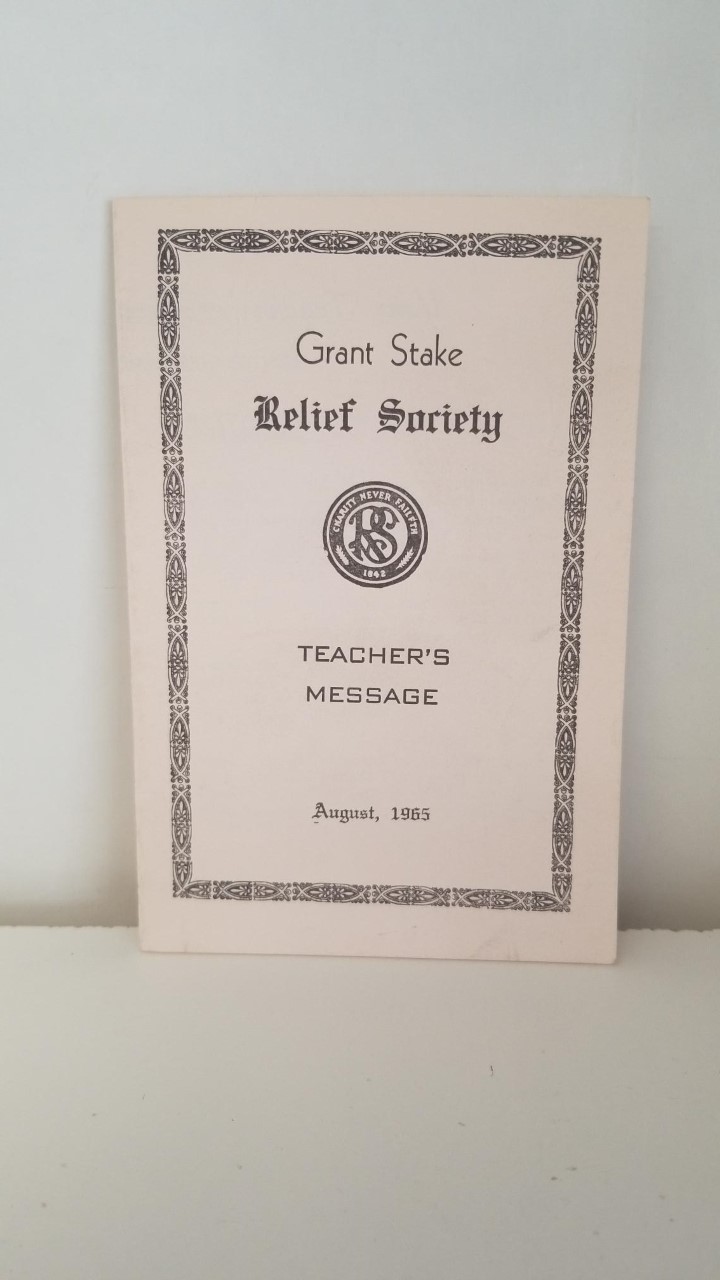 Grant Stake
Relief Society
CHARITY NEVER FAILETH
RS
1842
TEACHER'S
MESSAGE
August, 1965